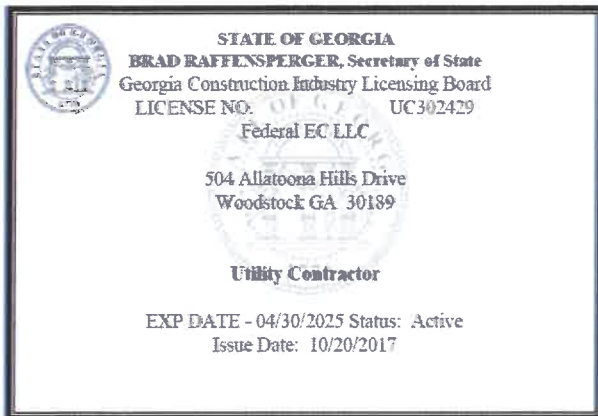 STATE OF GEORGIA
BRAD RAFFENSPERGER, Secretary of State
Georgia Construction Industry Licensing Board
LICENSE NO. UC302429
Federal EC LLC
504 Allatoona Hills Drive
Woodstock GA 30189
Utility Contractor
EXP DATE - 04/30/2025 Status: Active
Issue Date: 10/20/2017